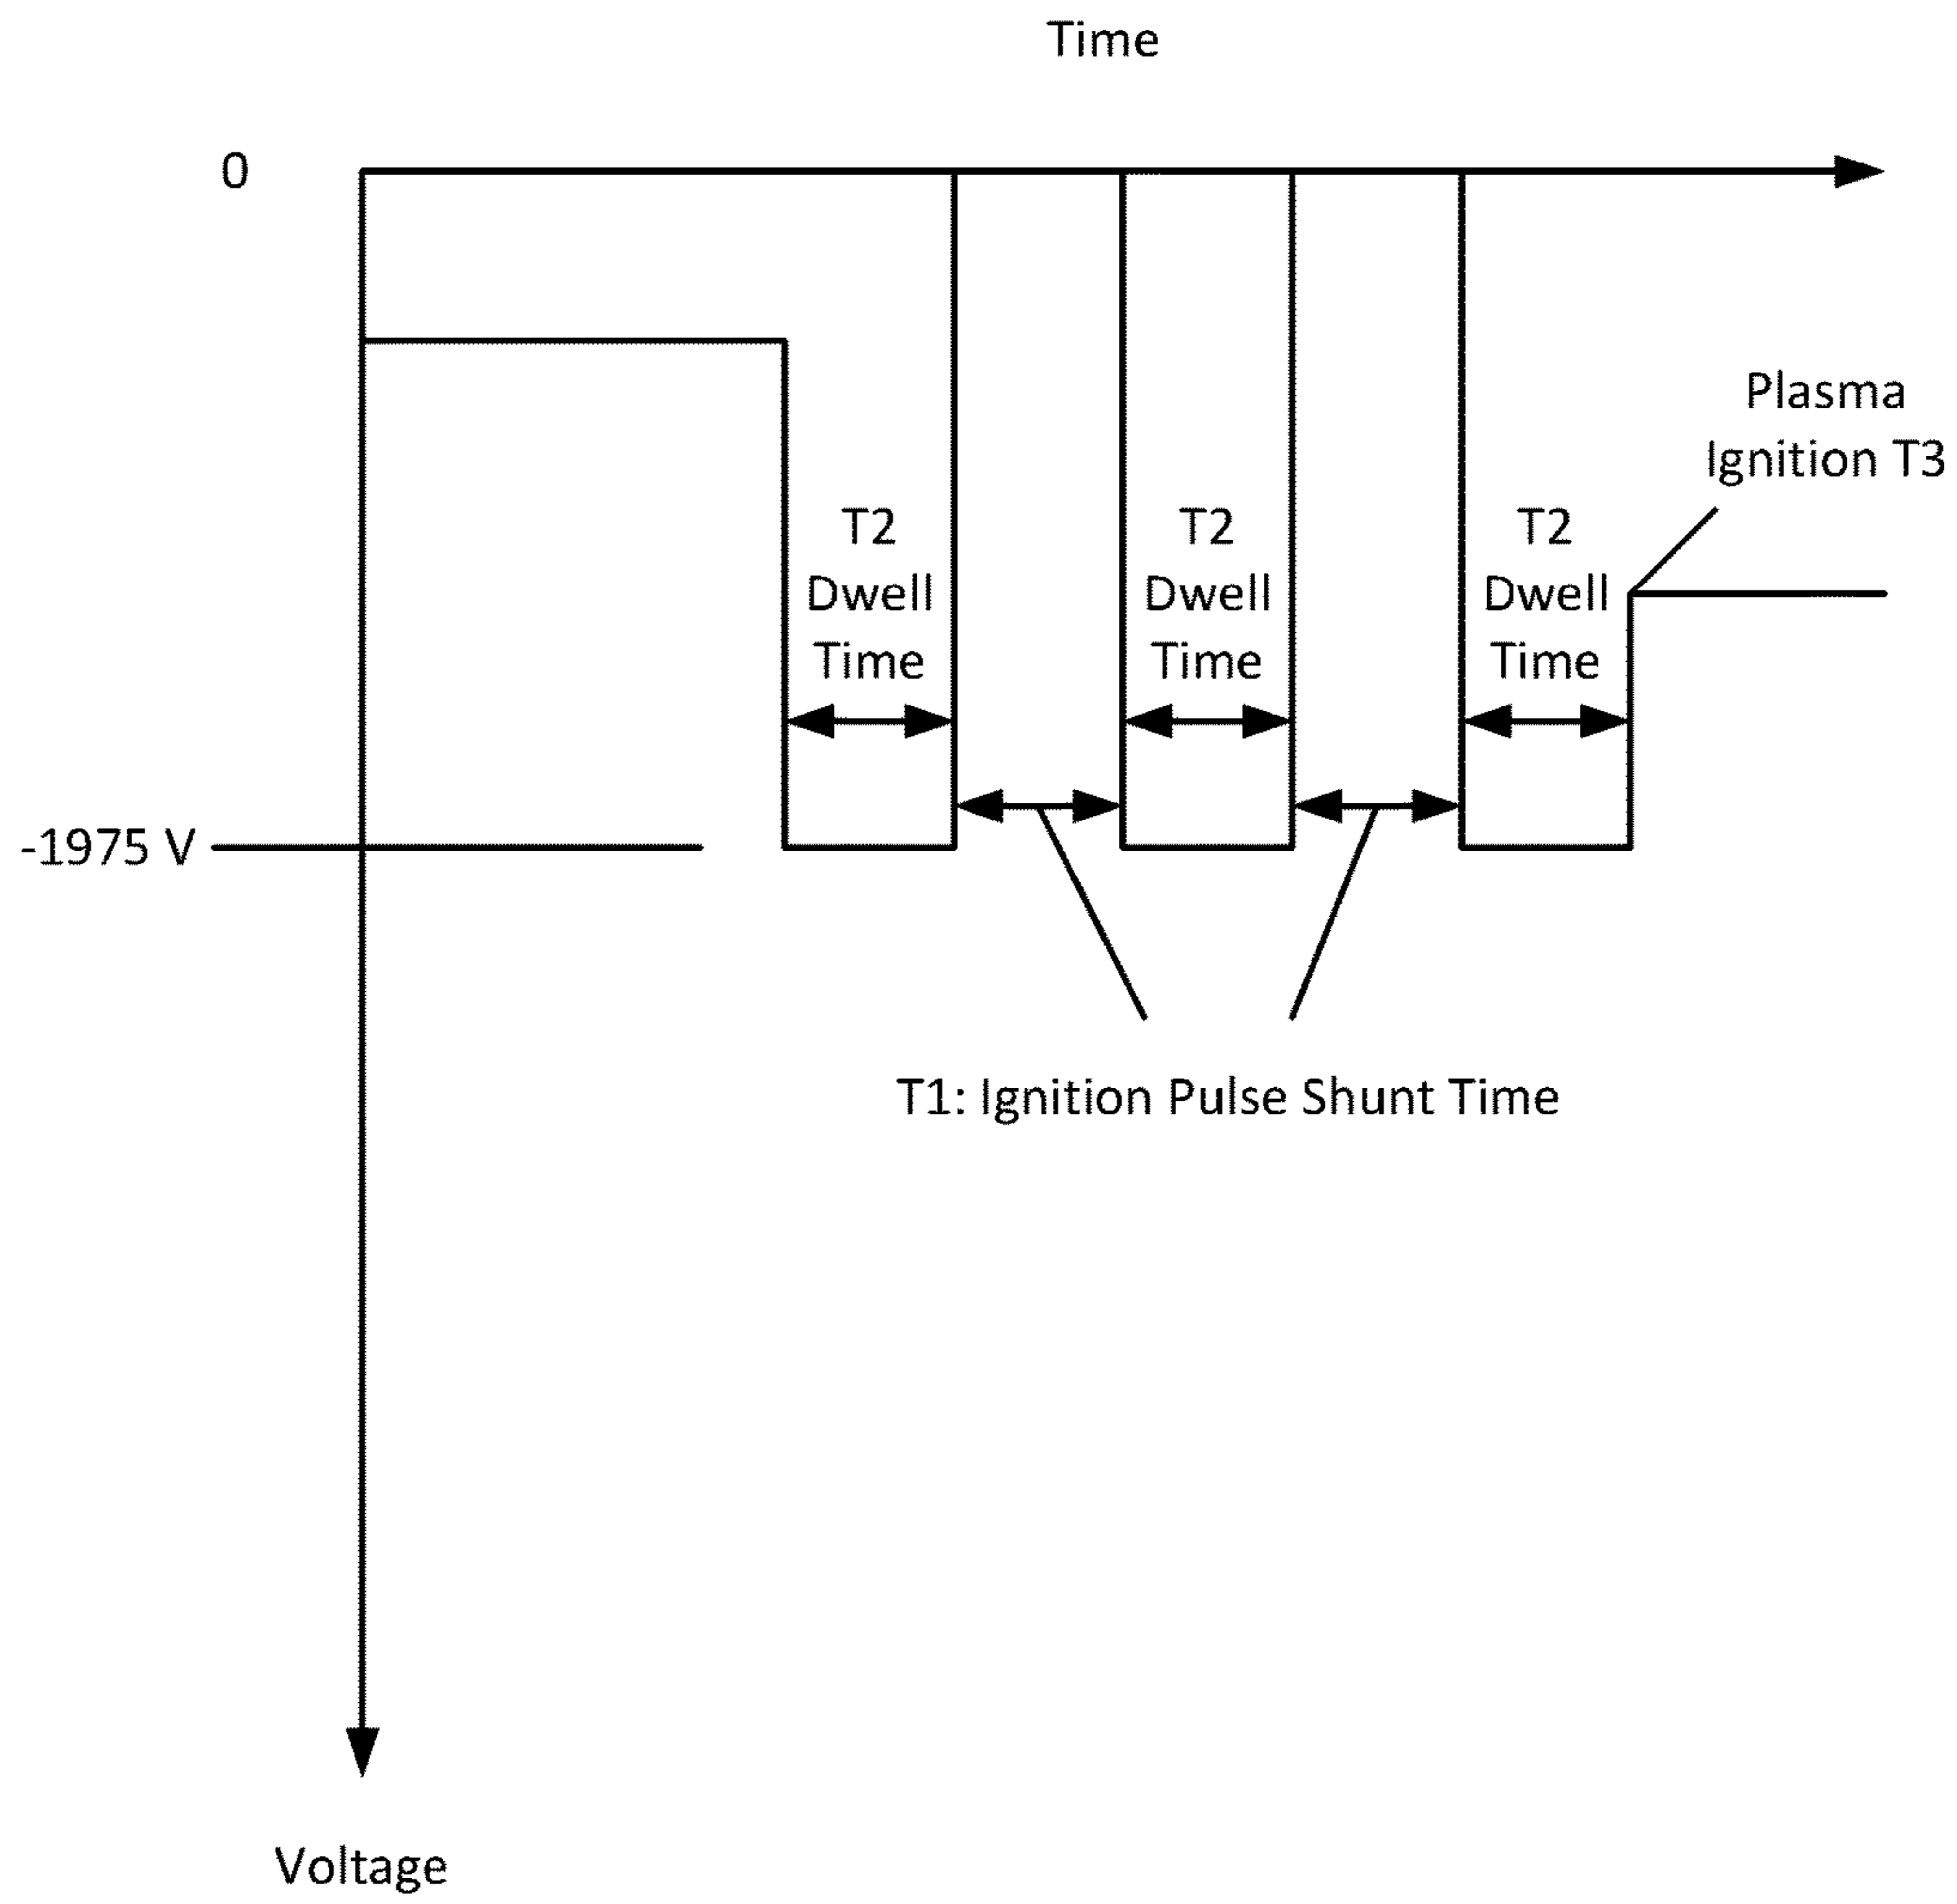 Time
0
Plasma
Ignition T3
T2
Dwell
Time
T2
Dwell
Time
T2
Dwell
Time
-1975 V
T1: Ignition Pulse Shunt Time
Voltage